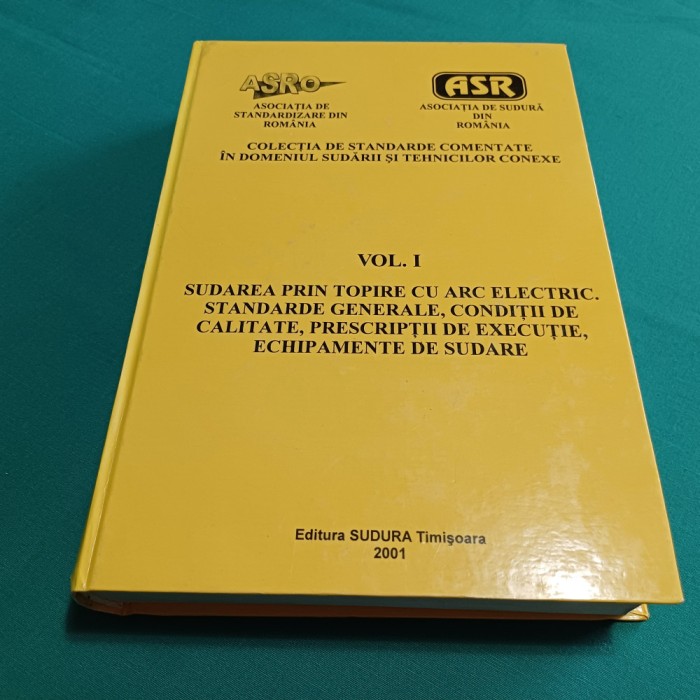 ASRO
ASOCIAȚIA DE
STANDARDIZARE DIN
ROMÂNIA
ASR
ASOCIAȚIA DE SUDURĂ
DIN
ROMÂNIA
COLECȚIA DE STANDARDE COMENTATE
ÎN DOMENIUL SUDĂRII ȘI TEHNICILOR CONEXE
VOL. I
SUDAREA PRIN TOPIRE CU ARC ELECTRIC.
STANDARDE GENERALE, CONDIȚII DE
CALITATE, PRESCRIPȚII DE EXECUȚIE,
ECHIPAMENTE DE SUDARE
Editura SUDURA Timișoara
2001